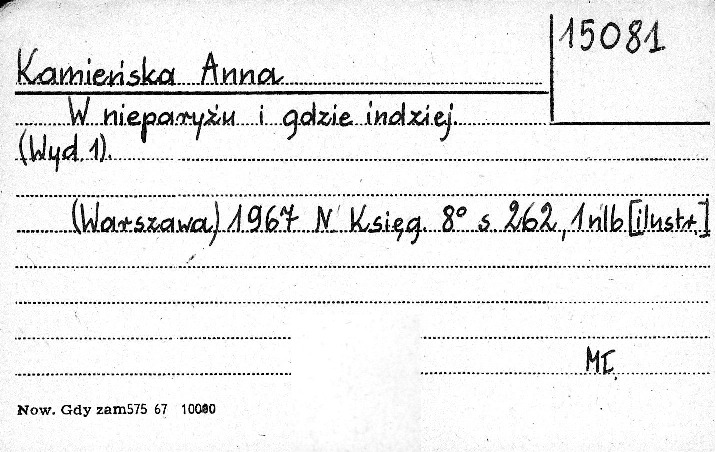 15081
Kamieńska Anna
W nieparyżu i gdzie indziej.
(Wyd. 1).
(Warszawa) 1967 N Księg. 8° s. 262, 1 nlb [ilustr.]
MI.
Now. Gdy zam575 67 10000